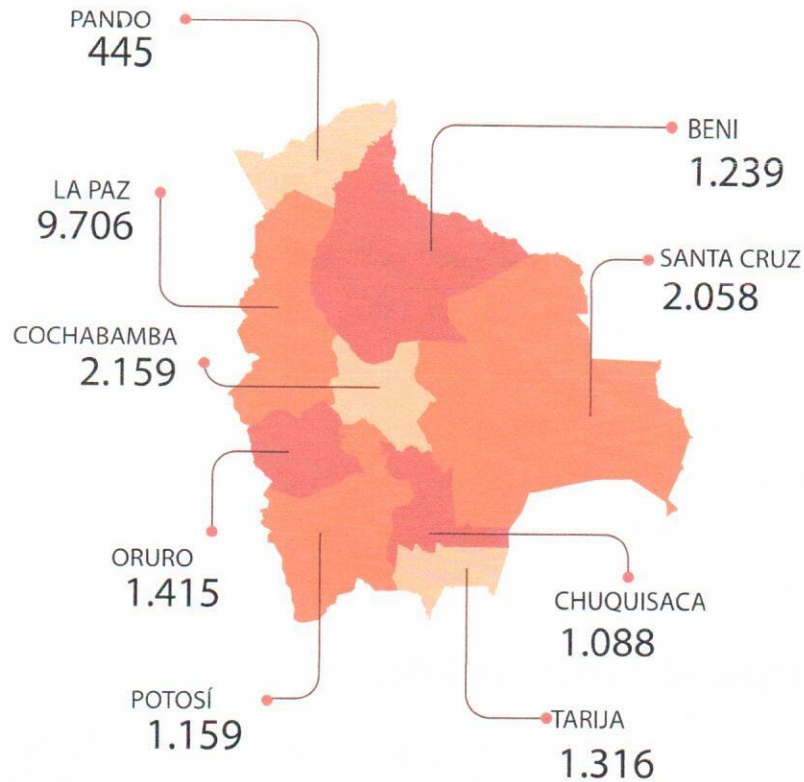 PANDO
445
BENI
1.239
LA PAZ
9.706
SANTA CRUZ
2.058
COCHABAMBA
2.159
ORURO
1.415
CHUQUISACA
1.088
POTOSÍ
1.159
TARIJA
1.316